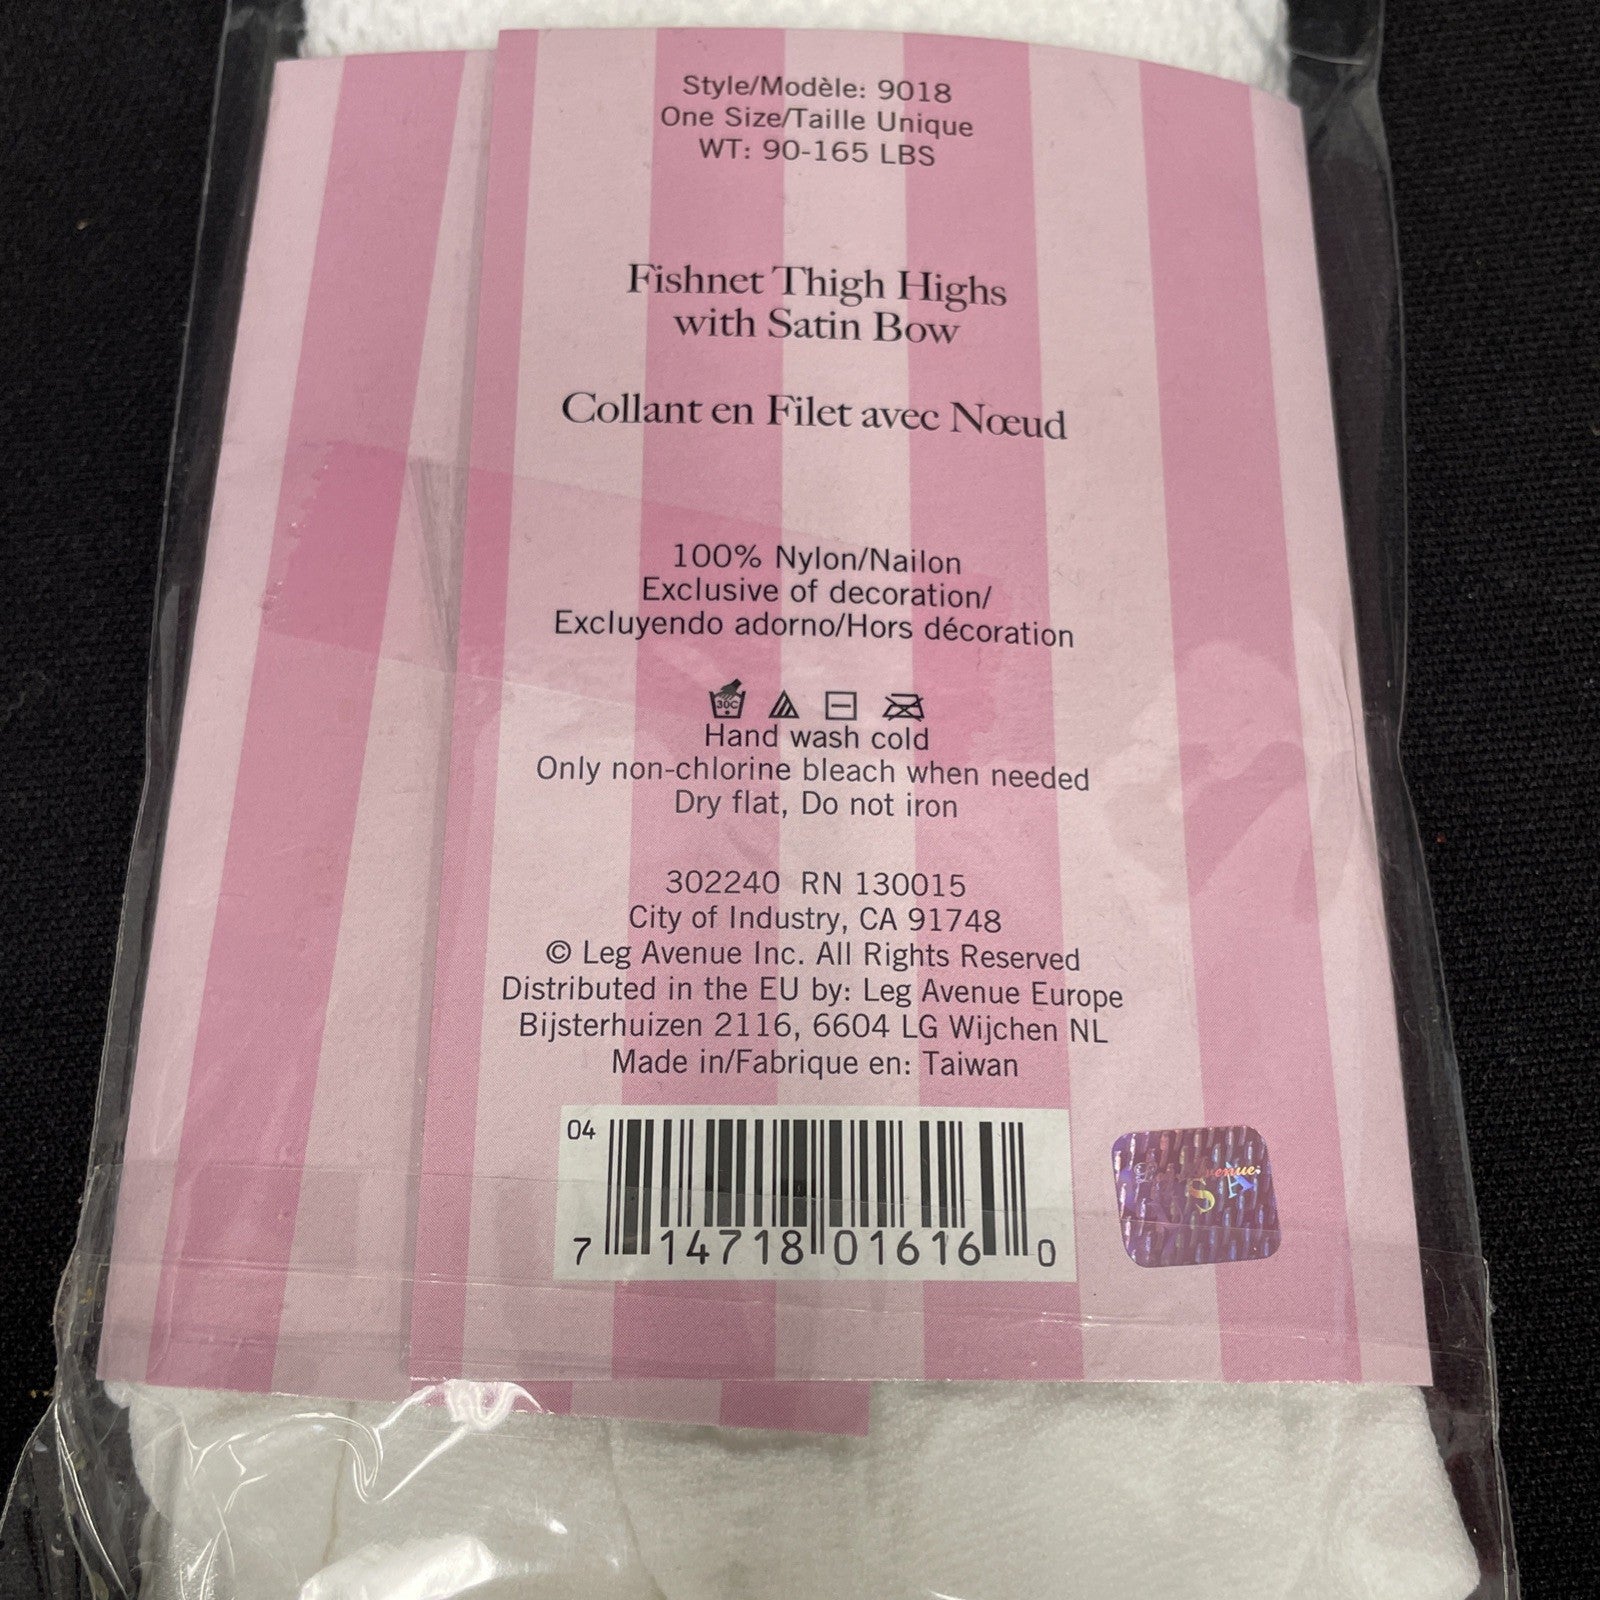 Style/Modèle: 9018
One Size/Taille Unique
WT: 90-165 LBS
Fishnet Thigh Highs
with Satin Bow
Collant en Filet avec Nœud
100% Nylon/Nailon
Exclusive of decoration/
Excluyendo adorno/Hors décoration
30C
Hand wash cold
Only non-chlorine bleach when needed
Dry flat, Do not iron
302240 RN 130015
City of Industry, CA 91748
© Leg Avenue Inc. All Rights Reserved
Distributed in the EU by: Leg Avenue Europe
Bijsterhuizen 2116, 6604 LG Wijchen NL
Made in/Fabrique en: Taiwan
04
7 14718 01616 0